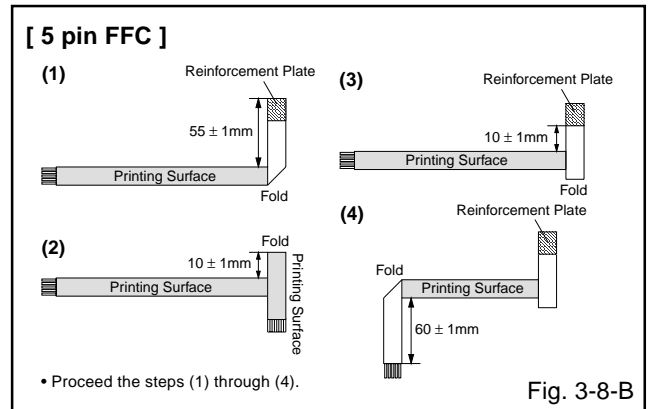 [ 5 pin FFC ]
(1)
Reinforcement Plate
55 ± 1mm
Printing Surface
Fold
(2)
Fold
10 ± 1mm
Printing Surface
Printing Surface
(3)
Reinforcement Plate
10 ± 1mm
Printing Surface
Fold
(4)
Reinforcement Plate
Fold
Printing Surface
60 ± 1mm
• Proceed the steps (1) through (4).
Fig. 3-8-B